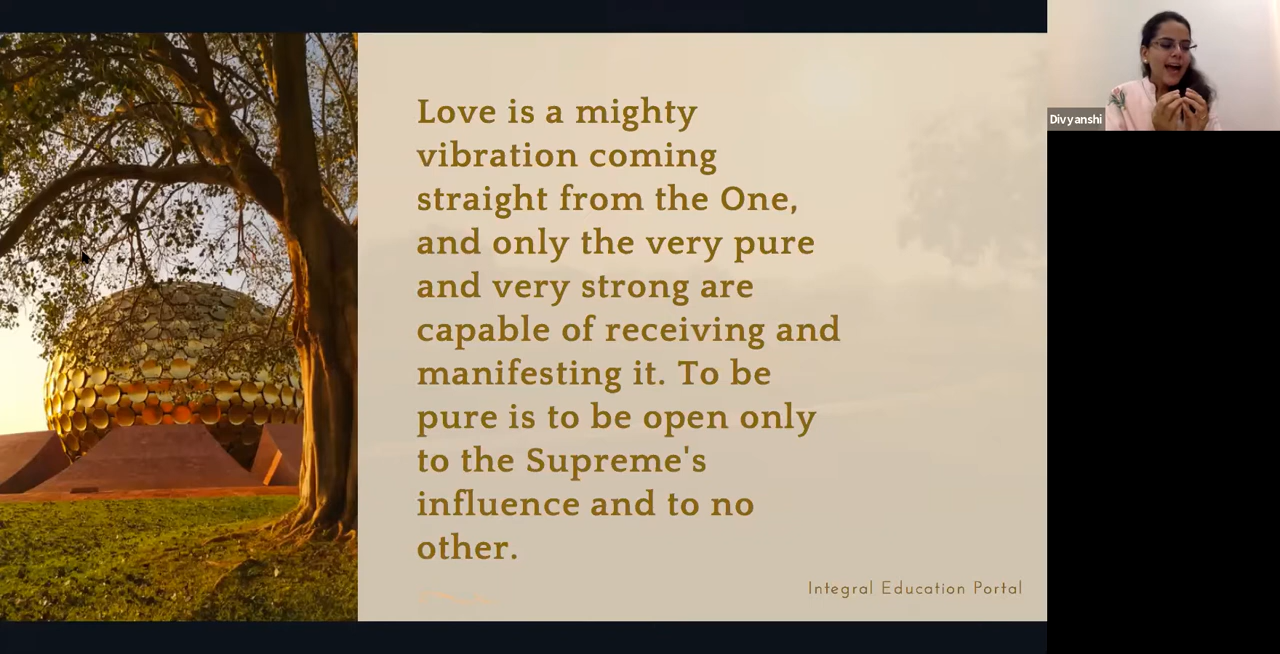 Love is a mighty
vibration coming
straight from the One,
and only the very pure
and very strong are
capable of receiving and
manifesting it. To be
pure is to be open only
to the Supreme's
influence and to no
other.
Integral Education Portal
Divyanshi